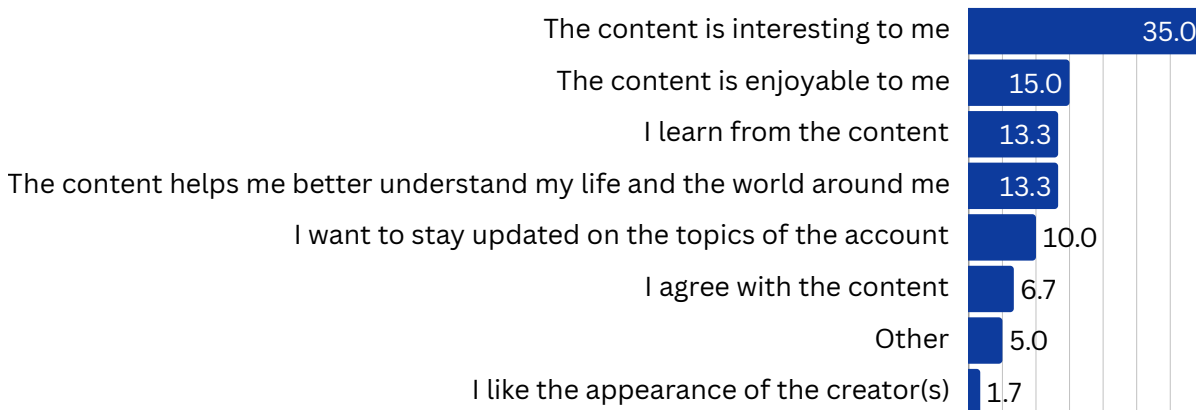 The content is interesting to me 35.0
The content is enjoyable to me 15.0
I learn from the content 13.3
The content helps me better understand my life and the world around me 13.3
I want to stay updated on the topics of the account 10.0
I agree with the content 6.7
Other 5.0
I like the appearance of the creator(s) 1.7